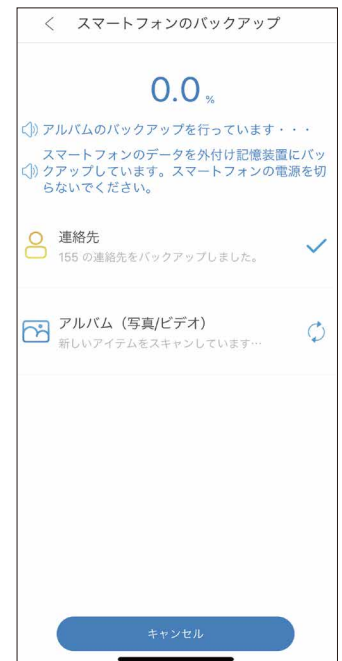 スマートフォンのバックアップ
0.0 %
アルバムのバックアップを行っています・・・
スマートフォンのデータを外付け記憶装置にバッ
クアップしています。スマートフォンの電源を切
らないでください。
連絡先
155 の連絡先をバックアップしました。
アルバム（写真/ビデオ）
新しいアイテムをスキャンしています…
キャンセル